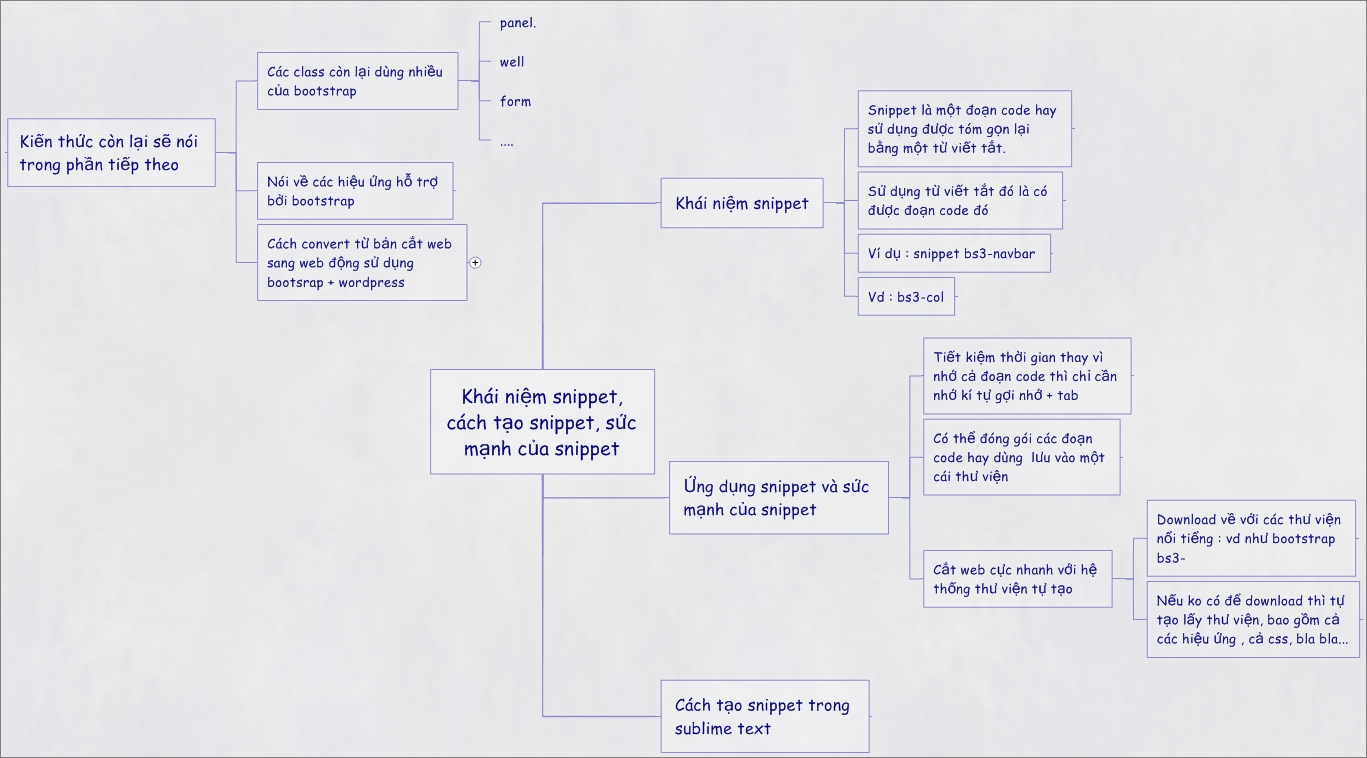 Kiến thức còn lại sẽ nói
trong phần tiếp theo
Các class còn lại dùng nhiều
của bootstrap
panel.
well
form
....
Nói về các hiệu ứng hỗ trợ
bởi bootstrap
Cách convert từ bản cắt web
sang web động sử dụng
bootsrap + wordpress
Khái niệm snippet,
cách tạo snippet, sức
mạnh của snippet
Khái niệm snippet
Snippet là một đoạn code hay
sử dụng được tóm gọn lại
bằng một từ viết tắt.
Sử dụng từ viết tắt đó là có
được đoạn code đó
Ví dụ : snippet bs3-navbar
Vd : bs3-col
Ứng dụng snippet và sức
mạnh của snippet
Tiết kiệm thời gian thay vì
nhớ cả đoạn code thì chỉ cần
nhớ kí tự gợi nhớ + tab
Có thể đóng gói các đoạn
code hay dùng  lưu vào một
cái thư viện
Cắt web cực nhanh với hệ
thống thư viện tự tạo
Download về với các thư viện
nổi tiếng : vd như bootstrap
bs3-
Nếu ko có để download thì tự
tạo lấy thư viện, bao gồm cả
các hiệu ứng , cả css, bla bla...
Cách tạo snippet trong
sublime text